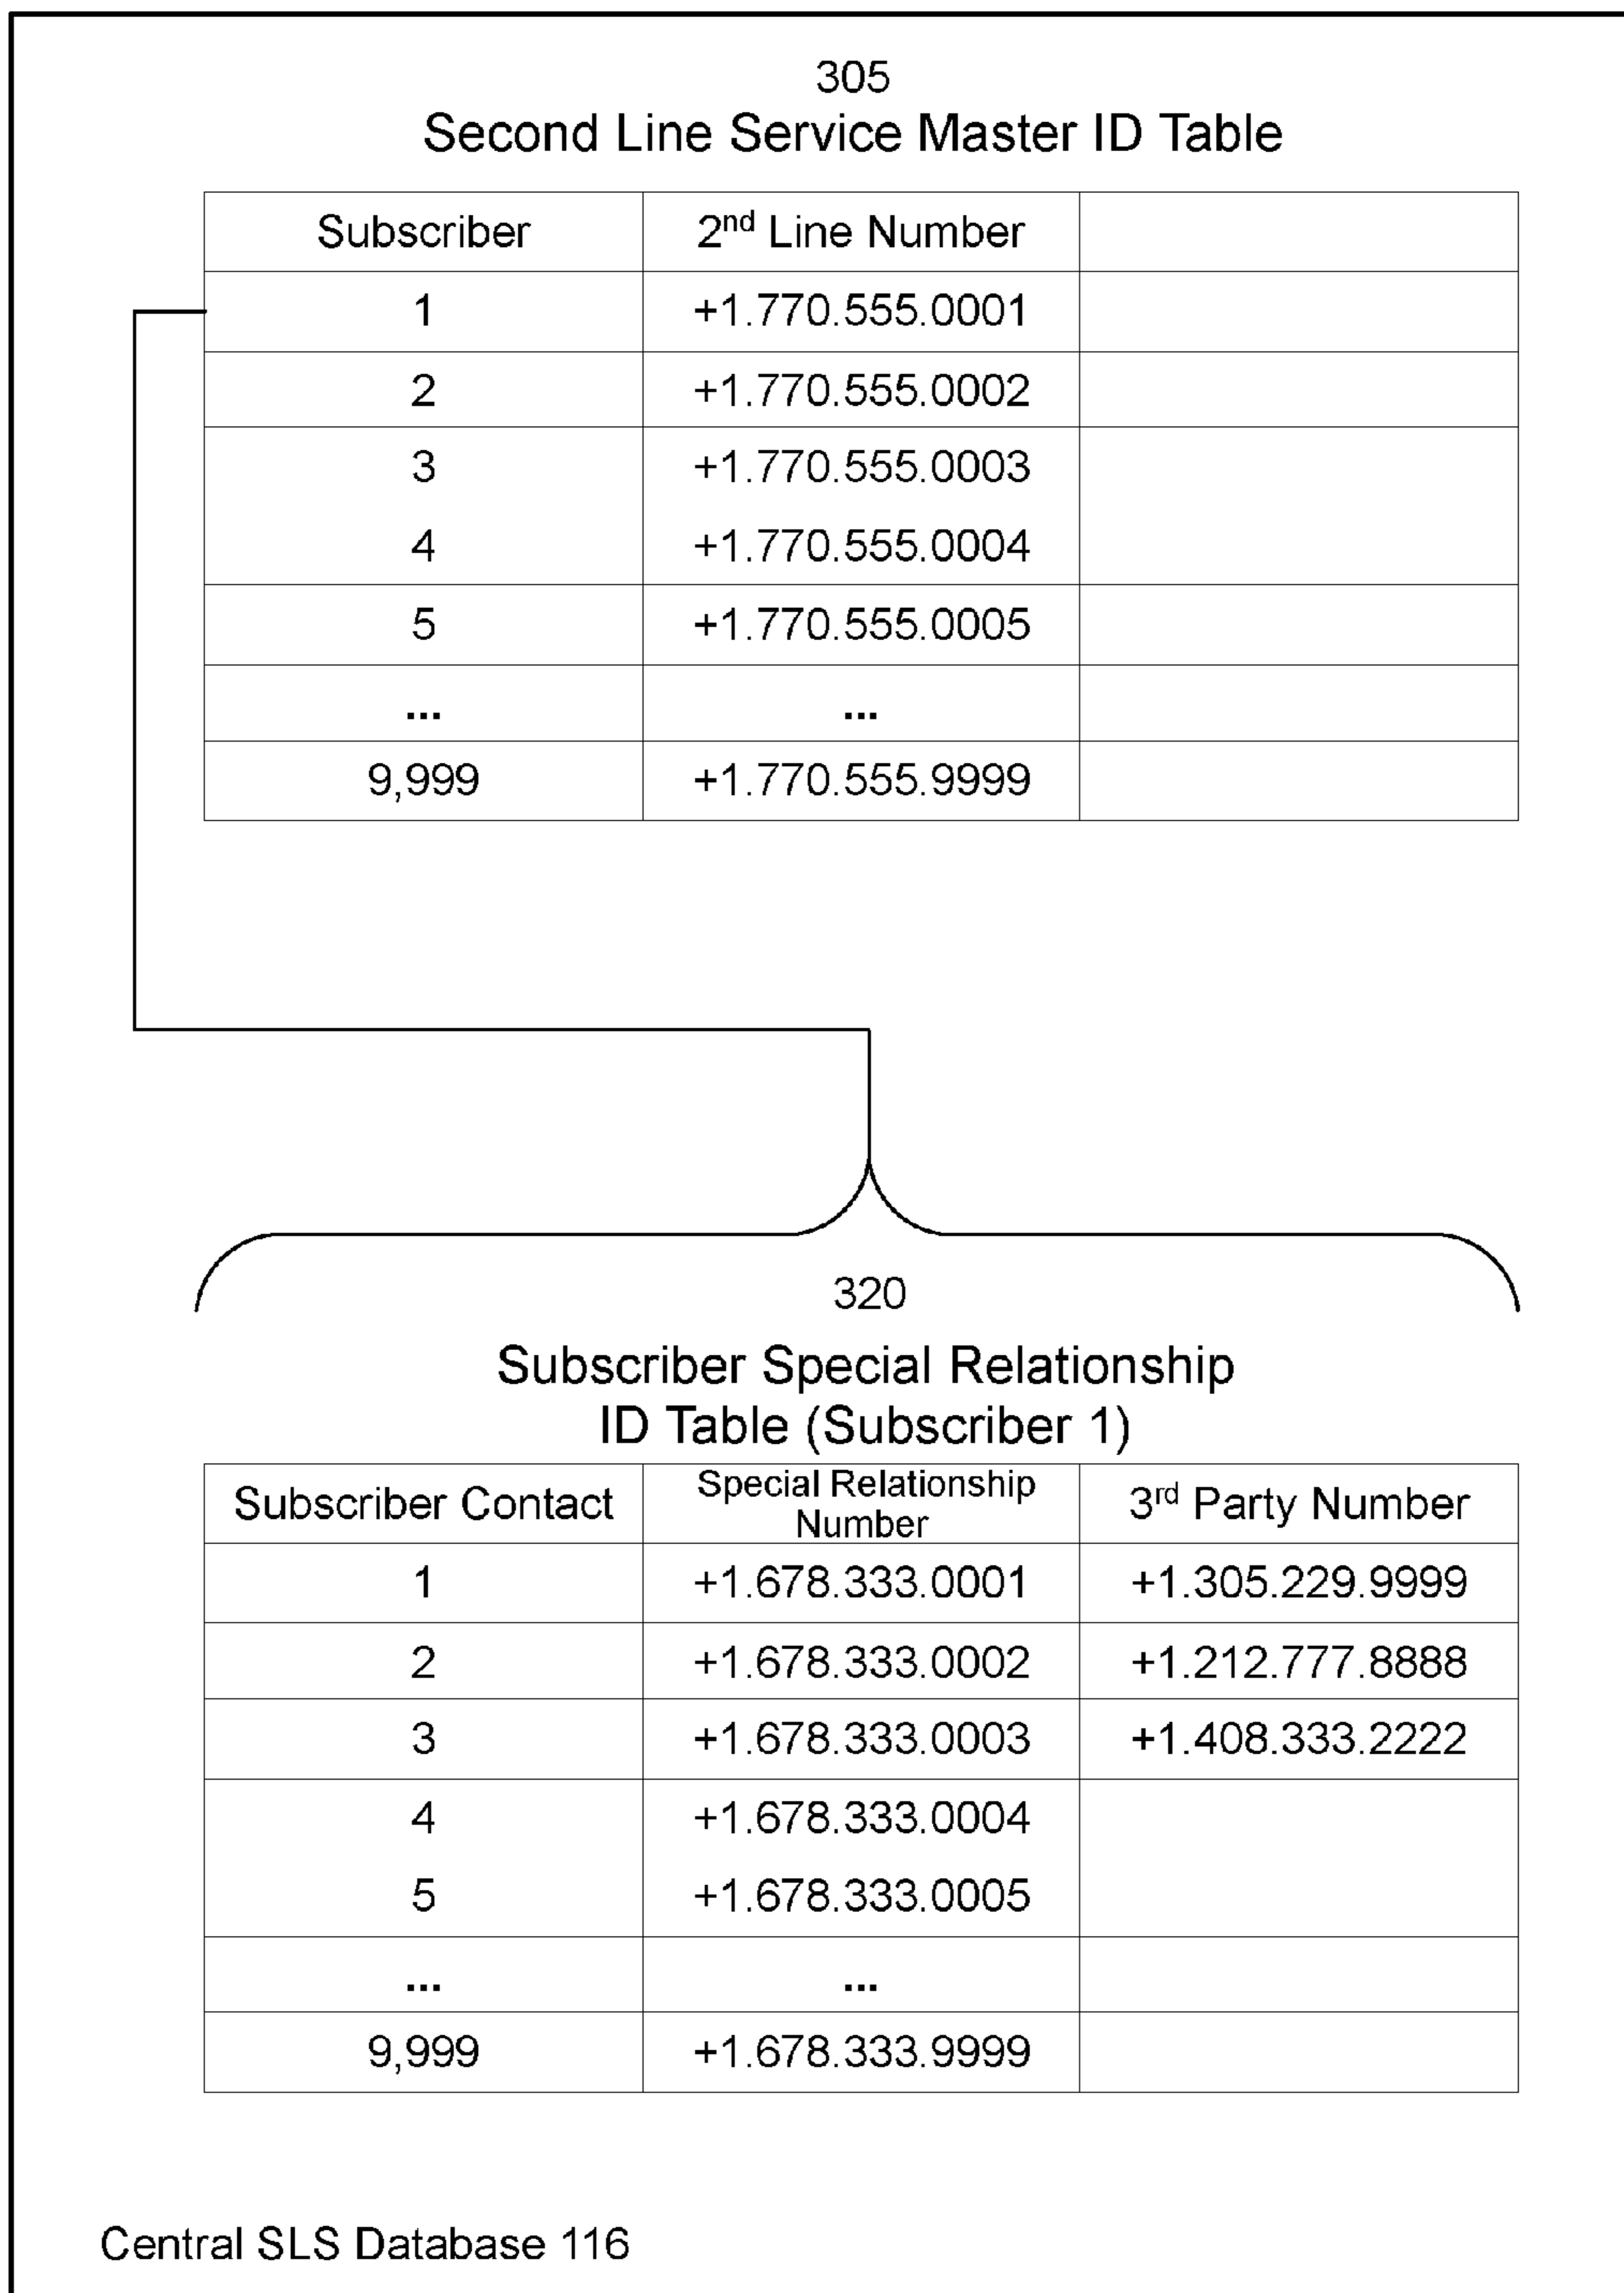 305
Second Line Service Master ID Table
Subscriber 2nd Line Number
1 +1.770.555.0001
2 +1.770.555.0002
3 +1.770.555.0003
4 +1.770.555.0004
5 +1.770.555.0005
... ...
9,999 +1.770.555.9999
320
Subscriber Special Relationship
ID Table (Subscriber 1)
Subscriber Contact Special Relationship Number 3rd Party Number
1 +1.678.333.0001 +1.305.229.9999
2 +1.678.333.0002 +1.212.777.8888
3 +1.678.333.0003 +1.408.333.2222
4 +1.678.333.0004
5 +1.678.333.0005
... ...
9,999 +1.678.333.9999
Central SLS Database 116